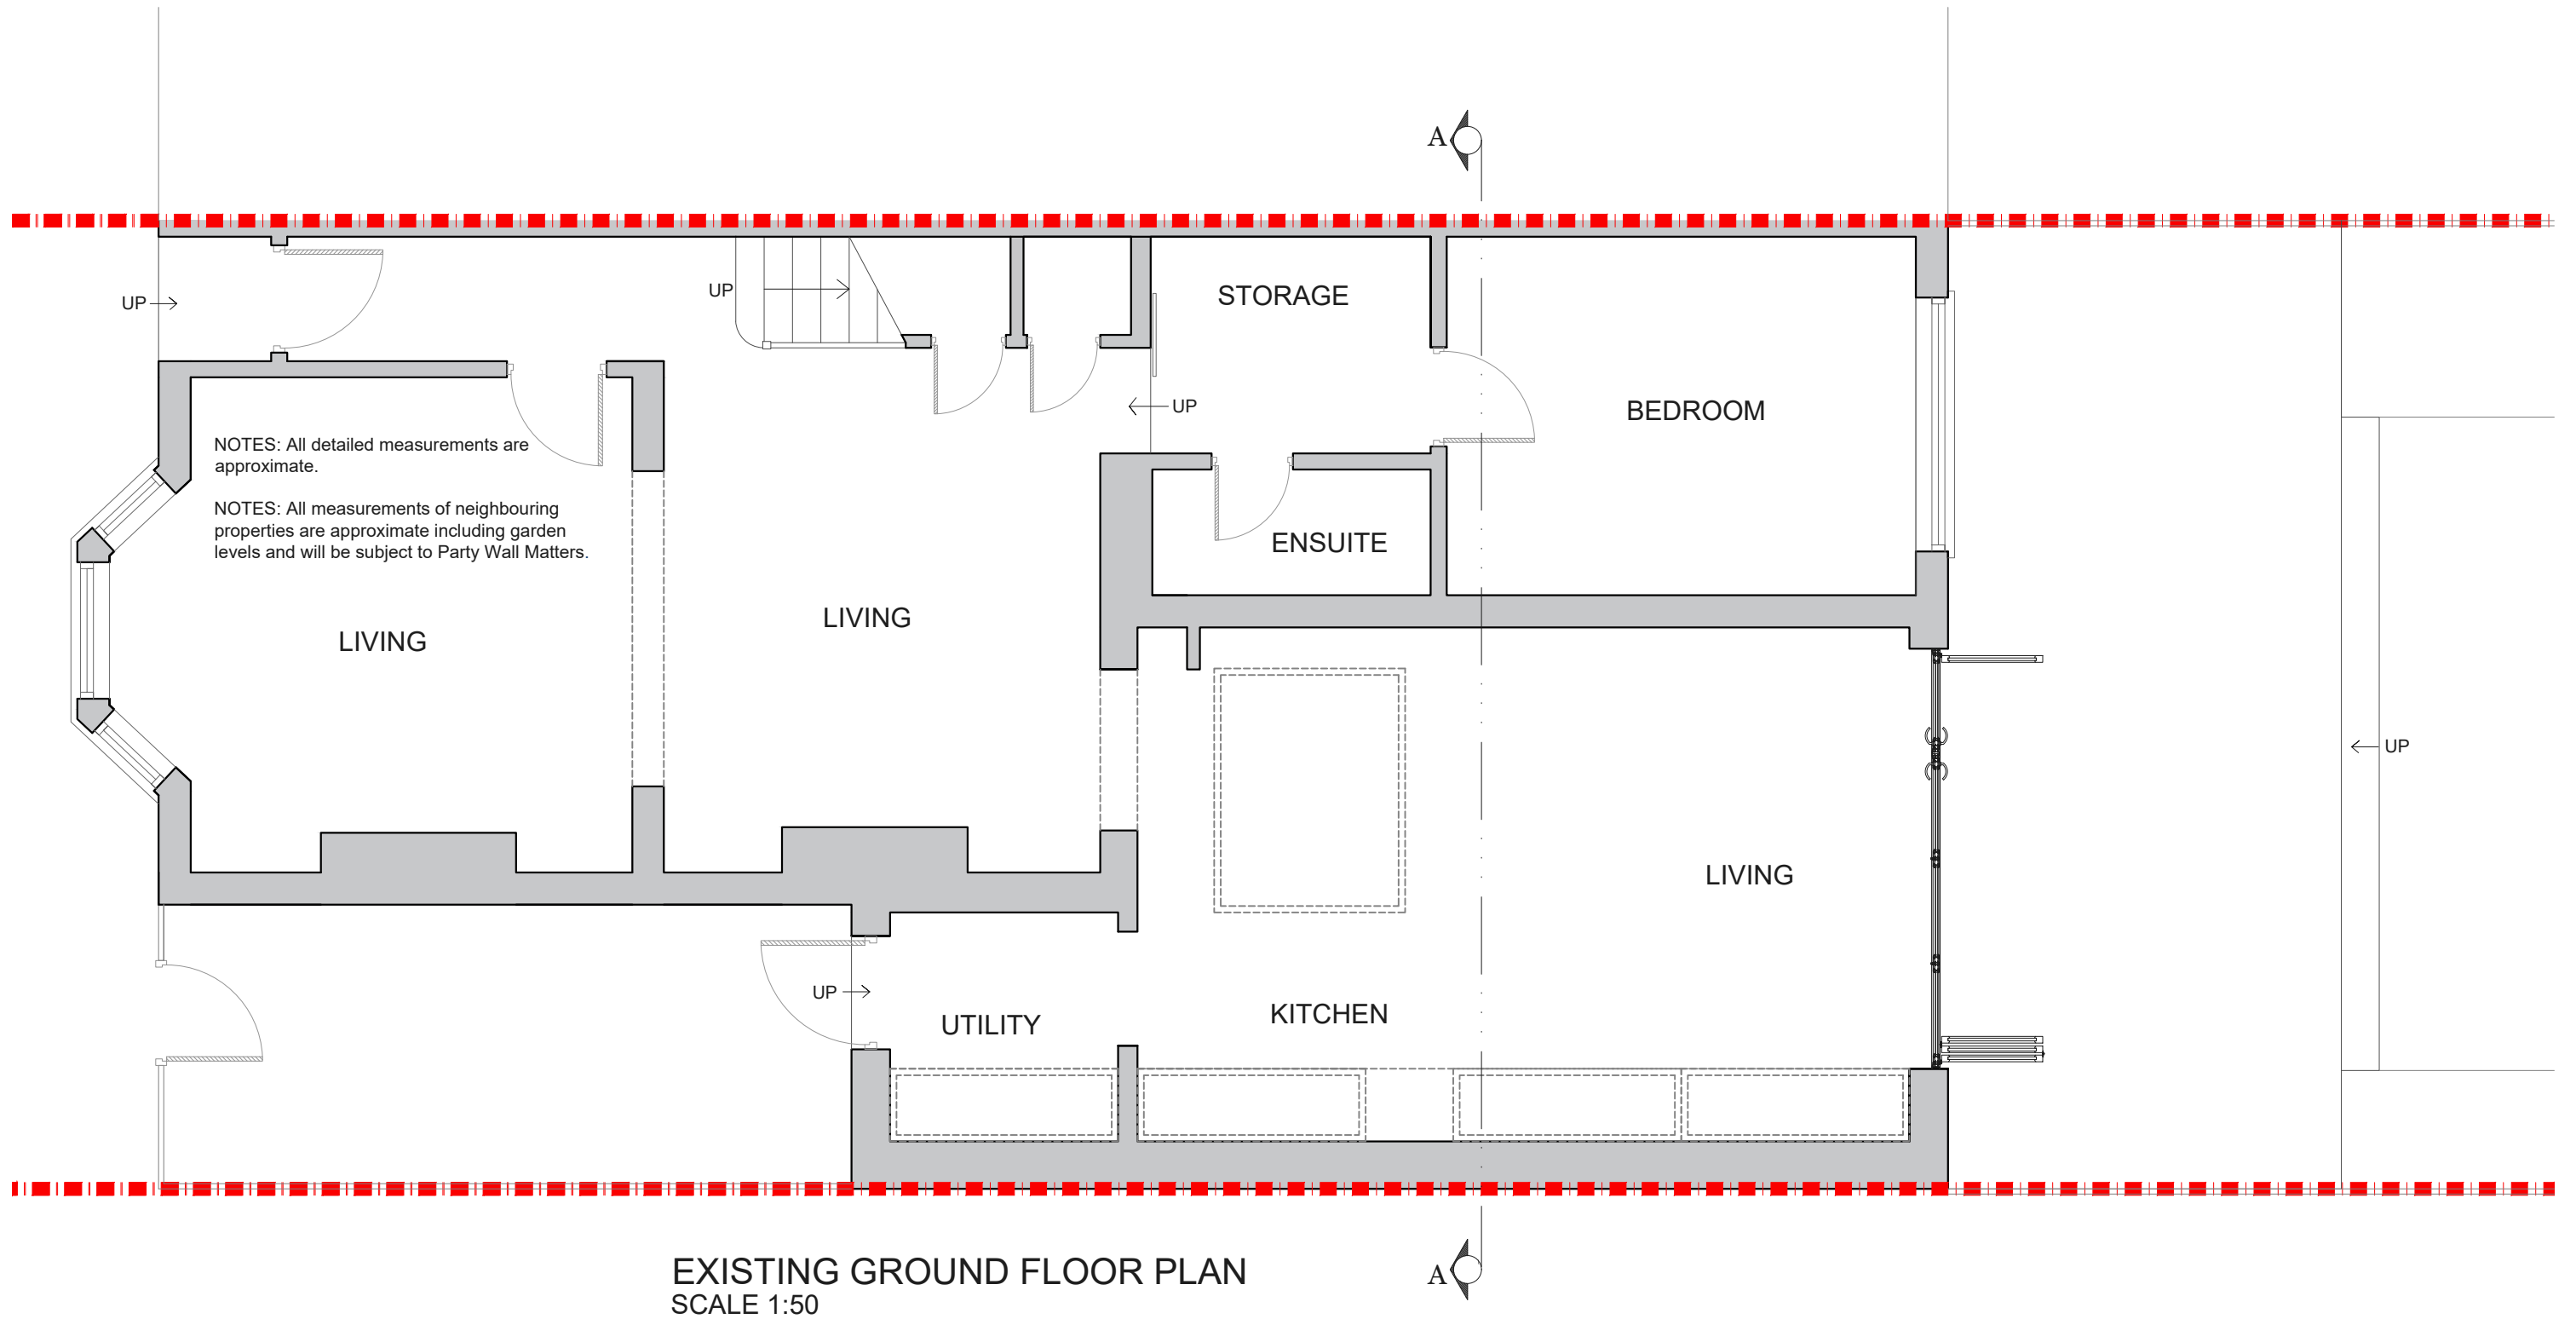 A
STORAGE
UP
UP
UP
BEDROOM
NOTES: All detailed measurements are
approximate.
NOTES: All measurements of neighbouring
properties are approximate including garden
levels and will be subject to Party Wall Matters.
ENSUITE
LIVING
LIVING
UP
LIVING
UP
KITCHEN
UTILITY
EXISTING GROUND FLOOR PLAN
SCALE 1:50
A